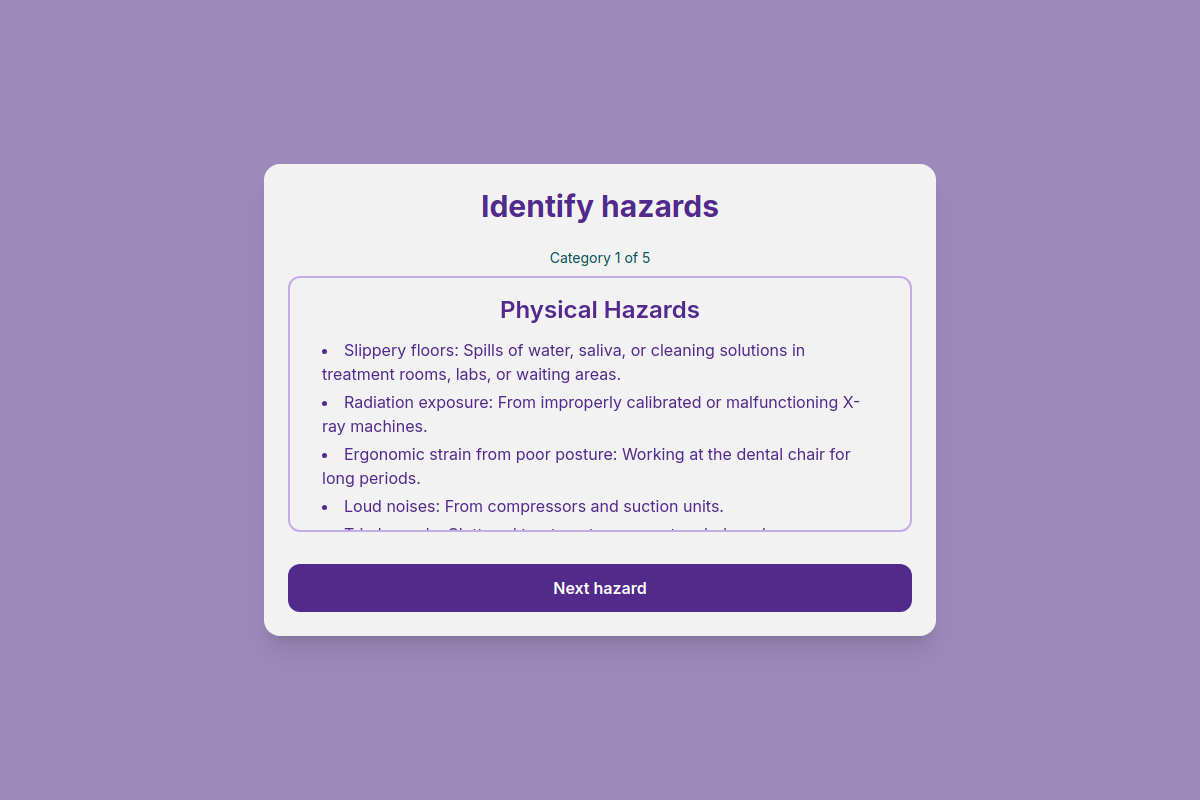 Identify hazards
Category 1 of 5
Physical Hazards
• Slippery floors: Spills of water, saliva, or cleaning solutions in
treatment rooms, labs, or waiting areas.
• Radiation exposure: From improperly calibrated or malfunctioning X-
ray machines.
• Ergonomic strain from poor posture: Working at the dental chair for
long periods.
• Loud noises: From compressors and suction units.
Next hazard